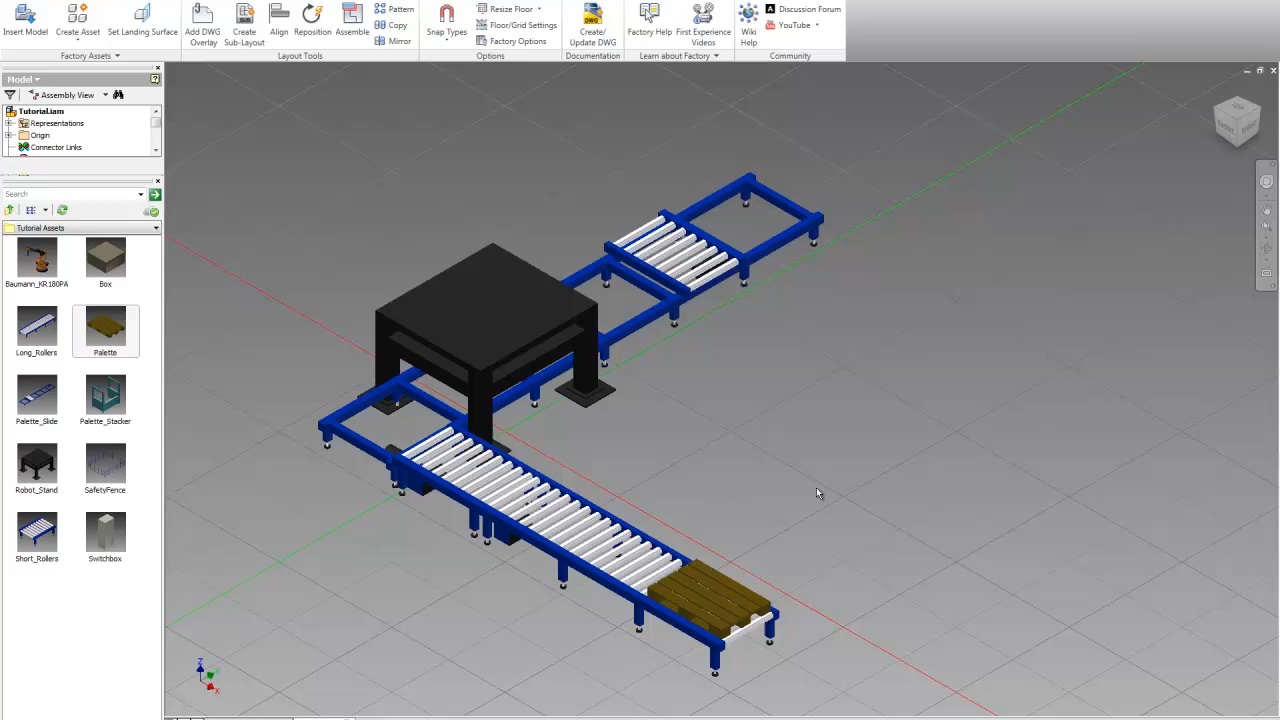 Insert Model
Create Asset
Set Landing Surface
Factory Assets
Add DWG
Overlay
Create
Sub-Layout
Align
Reposition
Assemble
Pattern
Copy
Mirror
Layout Tools
Snap Types
Resize Floor
Floor/Grid Settings
Factory Options
Options
DWG
Create/
Update DWG
Documentation
Factory Help
First Experience
Videos
Learn about Factory
Wiki
Help
Discussion Forum
YouTube
Community
Model
Assembly View
Tutorial.iam
Representations
Origin
Connector Links
Search
Tutorial Assets
Baumann_KR180PA
Box
Long_Rollers
Palette
Palette_Slide
Palette_Stacker
Robot_Stand
SafetyFence
Short_Rollers
Switchbox
Z
X